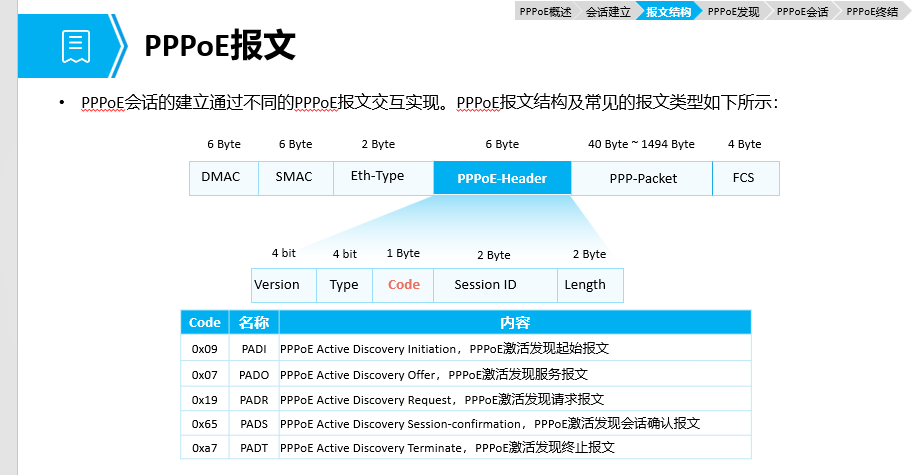 PPPoE概述 会话建立 报文结构 PPPoE发现 PPPoE会话 PPPoE终结
PPPoE报文
• PPPoE会话的建立通过不同的PPPoE报文交互实现。PPPoE报文结构及常见的报文类型如下所示：
6 Byte 6 Byte 2 Byte 6 Byte 40 Byte ~ 1494 Byte 4 Byte
DMAC SMAC Eth-Type PPPoE-Header PPP-Packet FCS
4 bit 4 bit 1 Byte 2 Byte 2 Byte
Version Type Code Session ID Length
Code 名称 内容
0x09 PADI PPPoE Active Discovery Initiation，PPPoE激活发现起始报文
0x07 PADO PPPoE Active Discovery Offer，PPPoE激活发现服务报文
0x19 PADR PPPoE Active Discovery Request，PPPoE激活发现请求报文
0x65 PADS PPPoE Active Discovery Session-confirmation，PPPoE激活发现会话确认报文
0xa7 PADT PPPoE Active Discovery Terminate，PPPoE激活发现终止报文